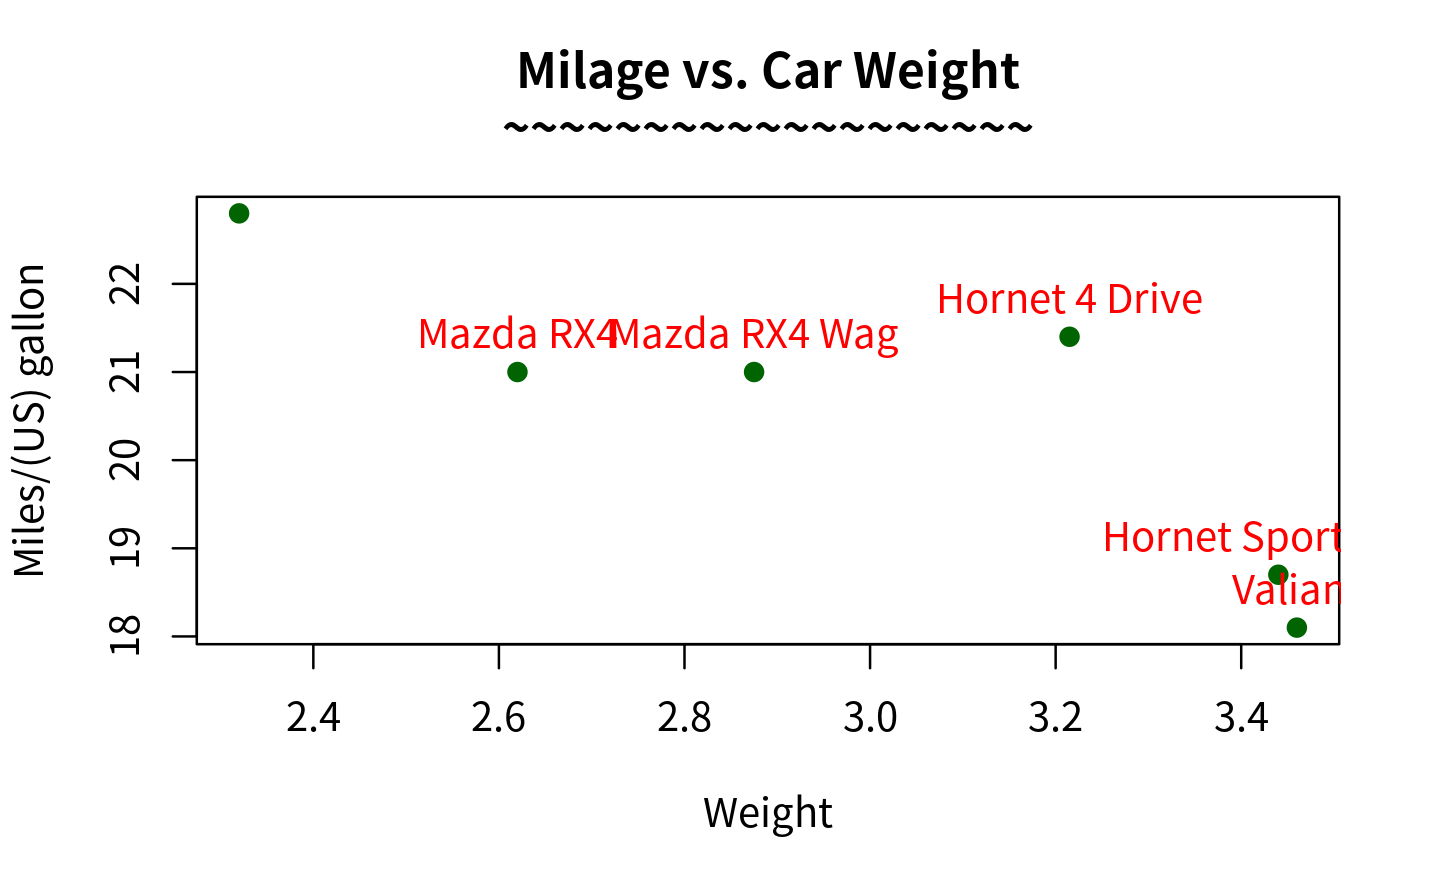 Milage vs. Car Weight
~~~~~~~~~~~~~~~~~~~
Miles/(US) gallon
22
21
20
19
18
Hornet 4 Drive
Mazda RX4
Mazda RX4 Wag
Hornet Sport
Valian
2.4 2.6 2.8 3.0 3.2 3.4
Weight